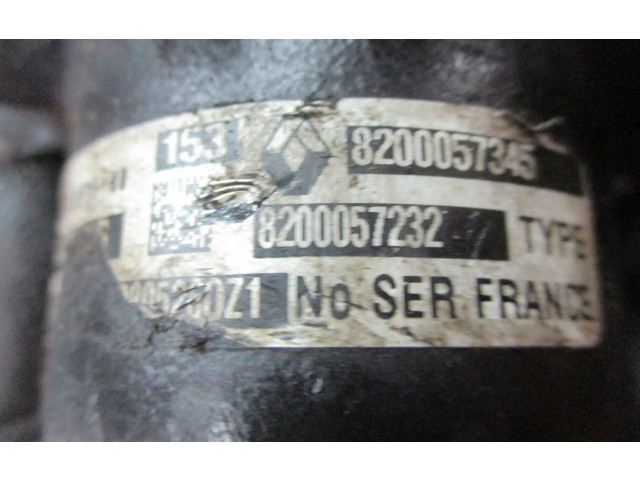 153 8200057345
8200057232 TYPE
No SER FRANCE